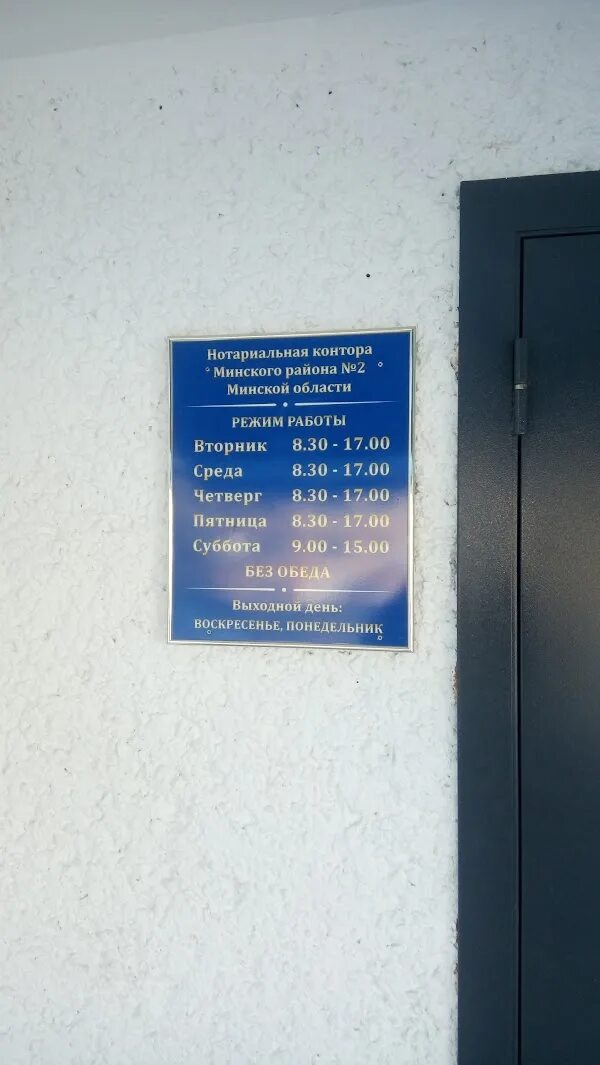 Нотариальная контора
Минского района №2
Минской области
РЕЖИМ РАБОТЫ
Вторник 8.30 - 17.00
Среда 8.30 - 17.00
Четверг 8.30 - 17.00
Пятница 8.30 - 17.00
Суббота 9.00 - 15.00
БЕЗ ОБЕДА
Выходной день:
ВОСКРЕСЕНЬЕ, ПОНЕДЕЛЬНИК